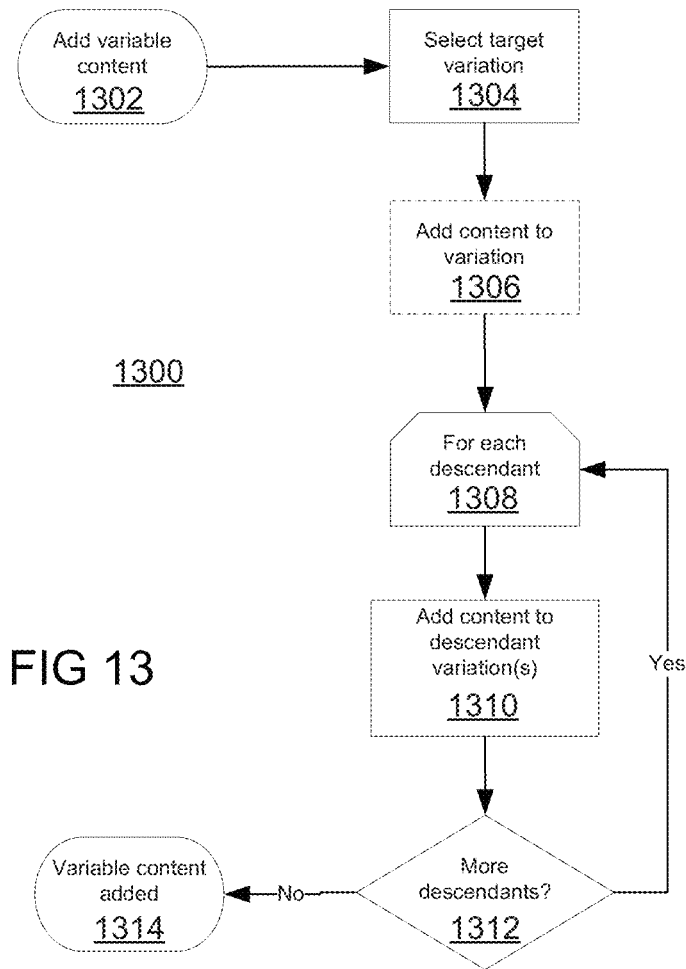 Add variable
content
1302
Select target
variation
1304
Add content to
variation
1306
1300
For each
descendant
1308
Add content to
descendant
variation(s)
1310
FIG 13
Yes
More
descendants?
1312
No
Variable content
added
1314